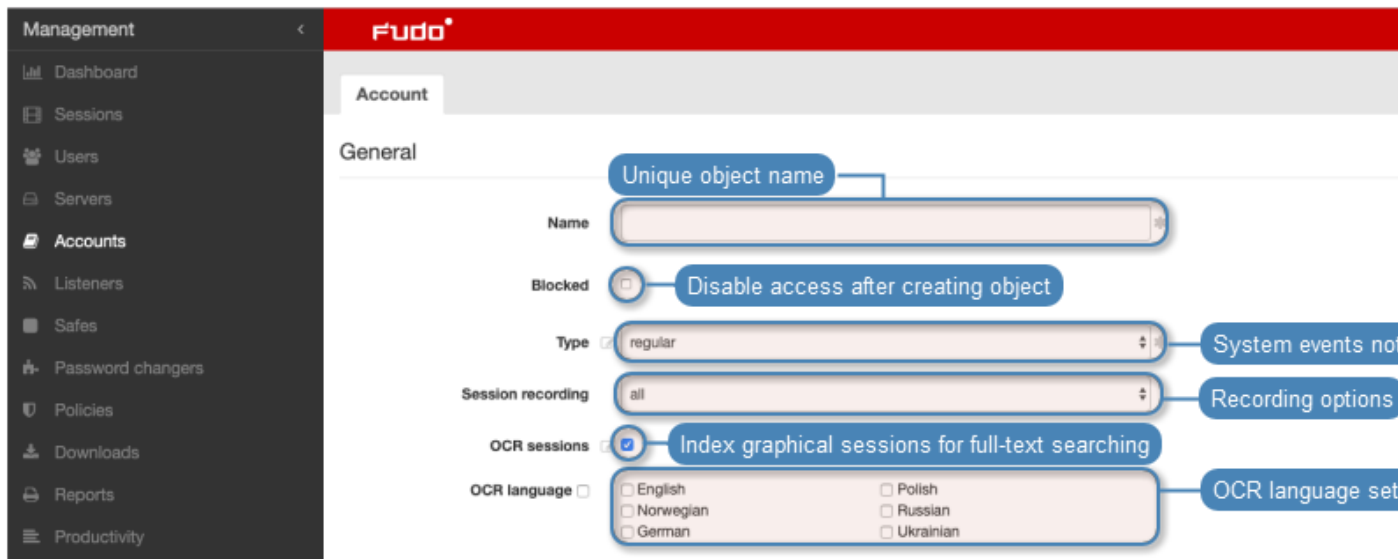 Management
Dashboard
Sessions
Users
Servers
Accounts
Listeners
Safes
Password changers
Policies
Downloads
Reports
Productivity
FUDO
Account
General
Unique object name
Name
Blocked
Disable access after creating object
Type
regular
System events not
Session recording
all
Recording options
OCR sessions
Index graphical sessions for full-text searching
OCR language
English Polish
Norwegian Russian
German Ukrainian
OCR language set